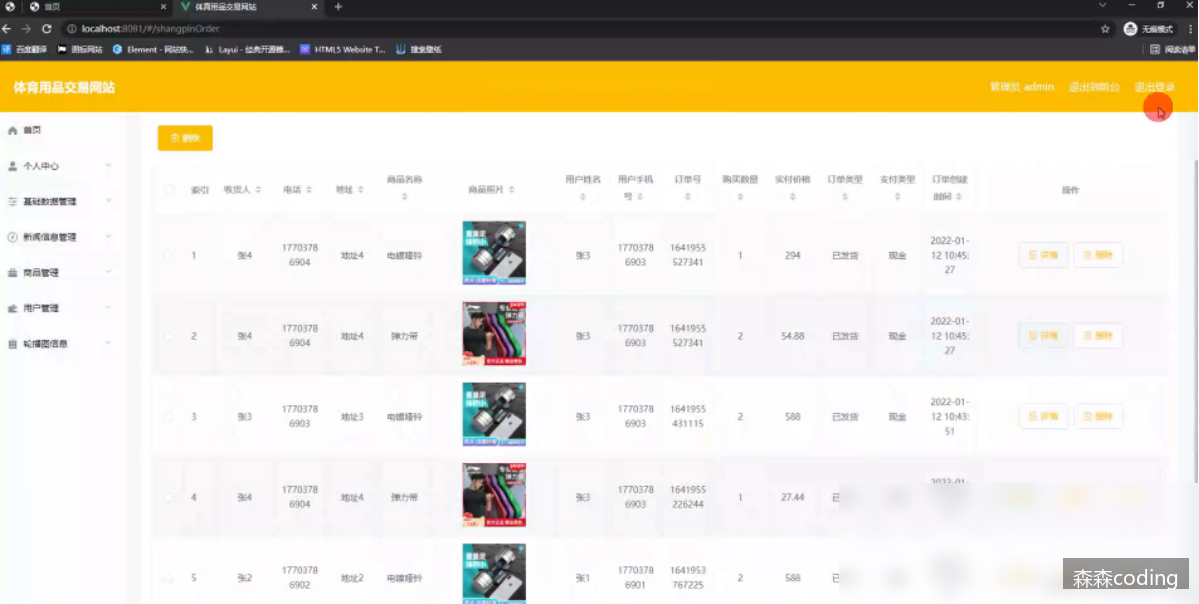 首页
体育用品交易网站
localhost:8081/#/shangpinOrder
无痕模式
百度翻译
图标网站
Element - 网站快...
Layui - 经典开源模...
HTML5 Website T...
搜索壁纸
阅读清单
体育用品交易网站
管理员 admin
退出到前台
退出登录
首页
个人中心
基础数据管理
新闻信息管理
商品管理
用户管理
轮播图信息
删除
索引 收货人 电话 地址 商品名称 商品照片 用户姓名 用户手机号 订单号 购买数量 实付价格 订单类型 支付类型 订单创建时间 操作
1 张4 17703786904 地址4 电镀哑铃 张3 17703786903 1641955527341 1 294 已发货 现金 2022-01-12 10:45:27 详情 删除
2 张4 17703786904 地址4 弹力带 张3 17703786903 1641955527341 2 54.88 已发货 现金 2022-01-12 10:45:27 详情 删除
3 张3 17703786903 地址3 电镀哑铃 张3 17703786903 1641955431115 2 588 已发货 现金 2022-01-12 10:43:51 详情 删除
4 张4 17703786904 地址4 弹力带 张3 17703786903 1641955226244 1 27.44
5 张2 17703786902 地址2 电镀哑铃 张1 17703786901 1641953767225 2 588
森森coding